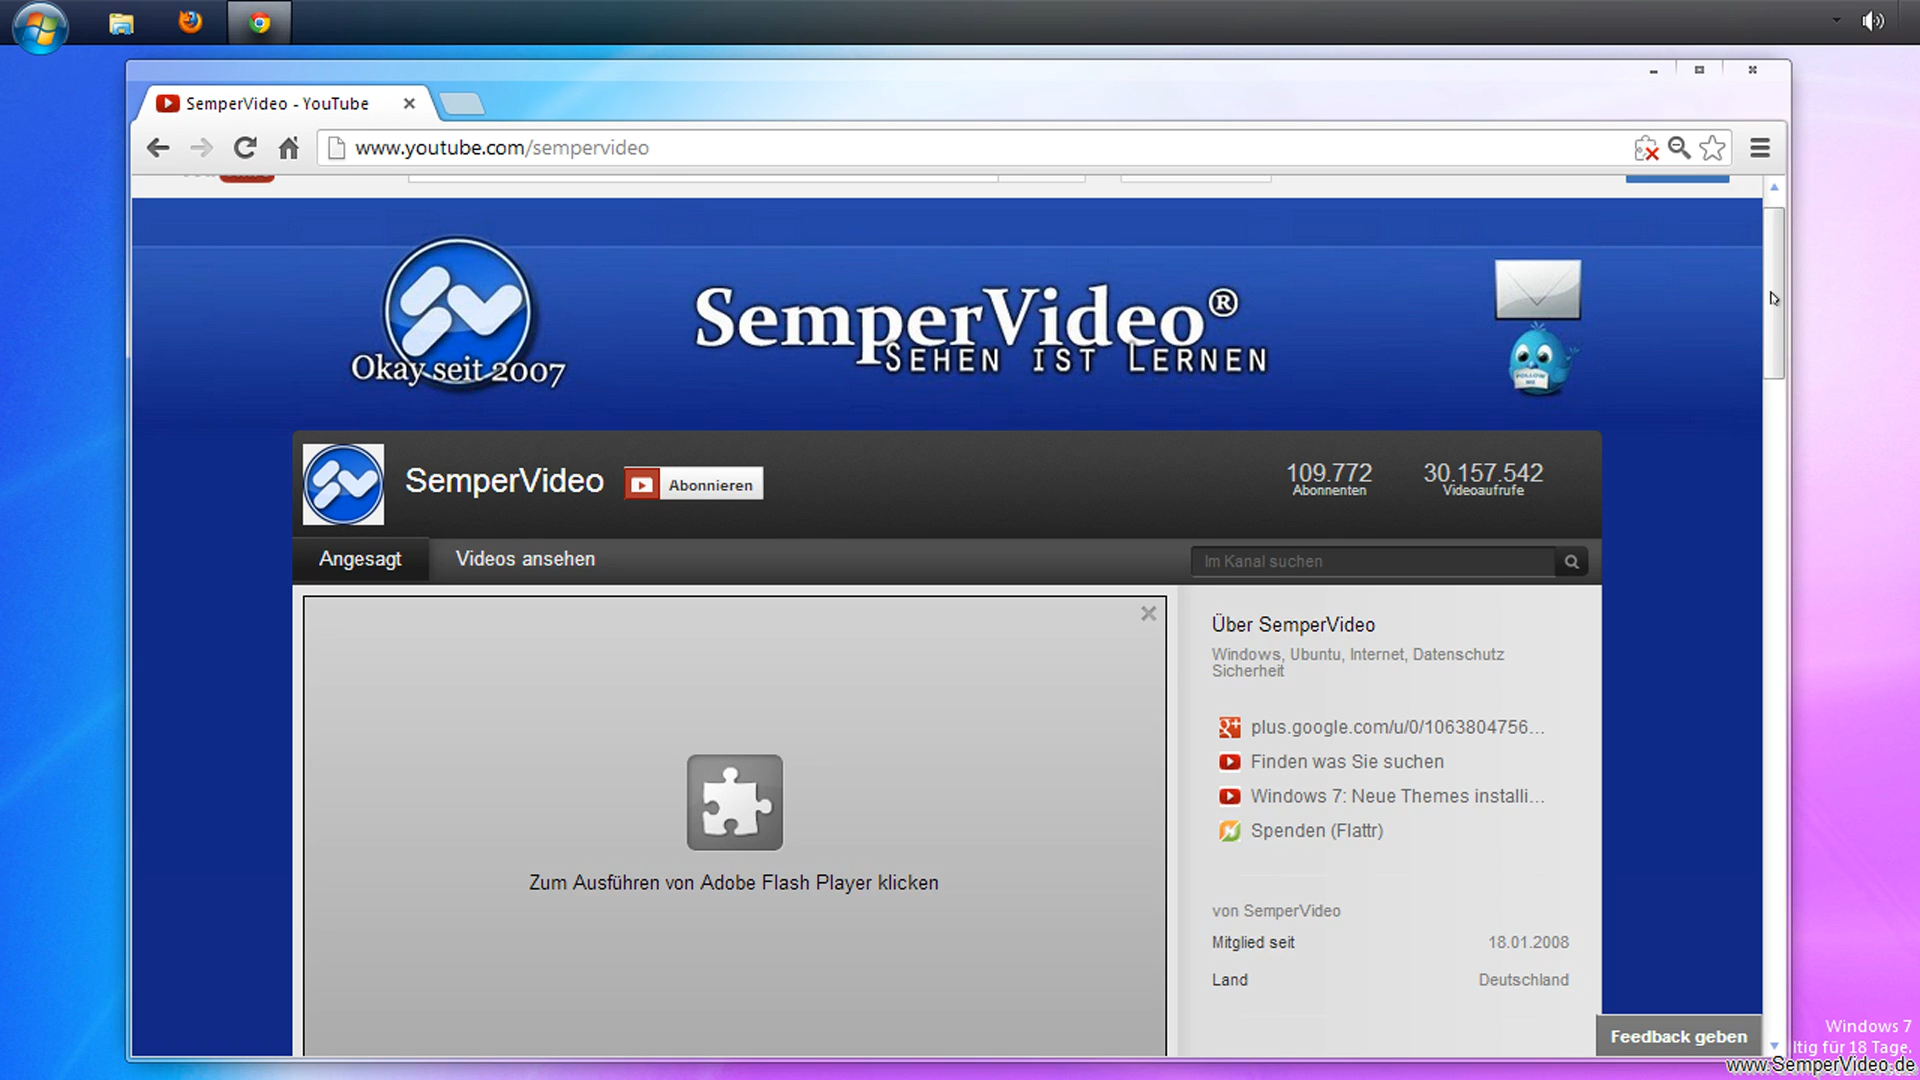 SemperVideo - YouTube
www.youtube.com/sempervideo
Okay seit 2007
SemperVideo®
SEHEN IST LERNEN
FOLLOW ME
SemperVideo
Abonnieren
109.772
Abonnenten
30.157.542
Videoaufrufe
Angesagt
Videos ansehen
Im Kanal suchen
Zum Ausführen von Adobe Flash Player klicken
Über SemperVideo
Windows, Ubuntu, Internet, Datenschutz
Sicherheit
plus.google.com/u/0/1063804756...
Finden was Sie suchen
Windows 7: Neue Themes installi...
Spenden (Flattr)
von SemperVideo
Mitglied seit 18.01.2008
Land Deutschland
Feedback geben
Windows 7
ltig für 18 Tage.
www.SemperVideo.de